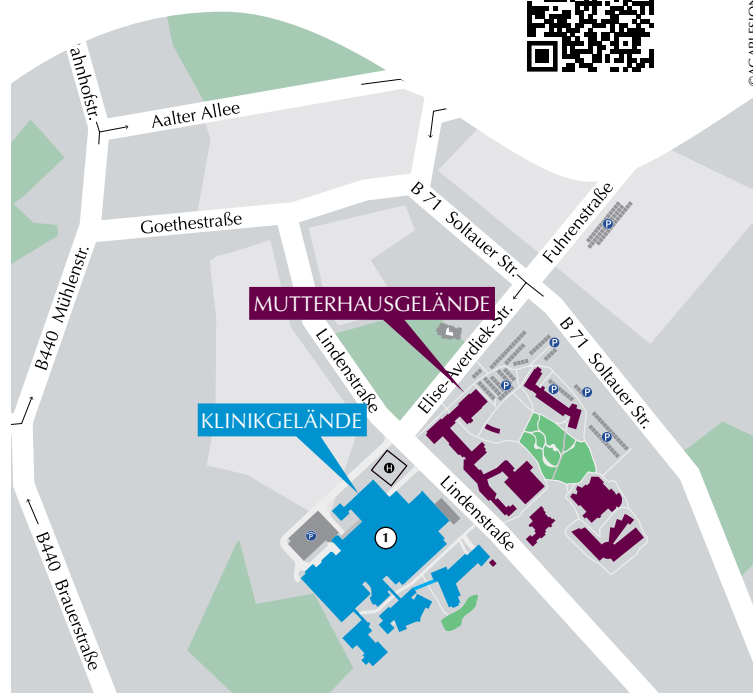 ©AGAPLESION
ahnhofstr.
Aalter Allee
Goethestraße
B 71 Soltauer Str.
Fuhrenstraße
P
B440 Mühlenstr.
MUTTERHAUSGELÄNDE
Elise-Averdiek-Str.
B 71 Soltauer Str.
Lindenstraße
P
P
P
P
P
KLINIKGELÄNDE
H
Lindenstraße
P
1
B440 Brauerstraße